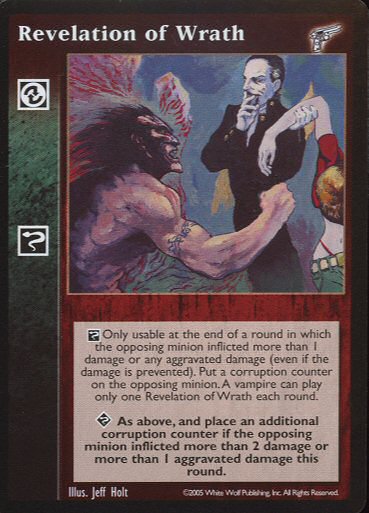 Revelation of Wrath
Only usable at the end of a round in which
the opposing minion inflicted more than 1
damage or any aggravated damage (even if the
damage is prevented). Put a corruption counter
on the opposing minion. A vampire can play
only one Revelation of Wrath each round.
As above, and place an additional
corruption counter if the opposing
minion inflicted more than 2 damage or
more than 1 aggravated damage this
round.
Illus. Jeff Holt
©2005 White Wolf Publishing, Inc. All Rights Reserved.